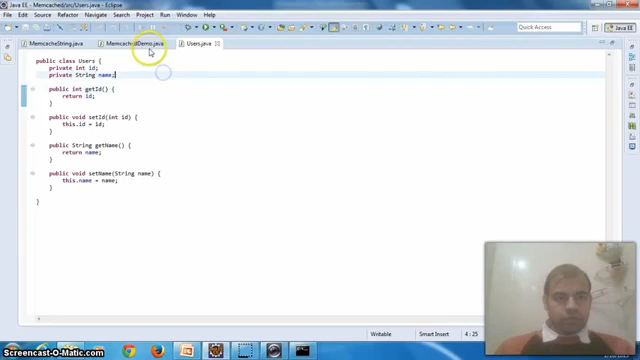 Java EE - Memcached/src/Users.java - Eclipse
File Edit Source Refactor Navigate Search Project Run Window Help
Quick Access
Java EE
MemcacheString.java
MemcachedDemo.java
Users.java
public class Users {
private int id;
private String name;
public int getId() {
return id;
}
public void setId(int id) {
this.id = id;
}
public String getName() {
return name;
}
public void setName(String name) {
this.name = name;
}
}
Writable
Smart Insert
4 : 25
Screencast-O-Matic.com